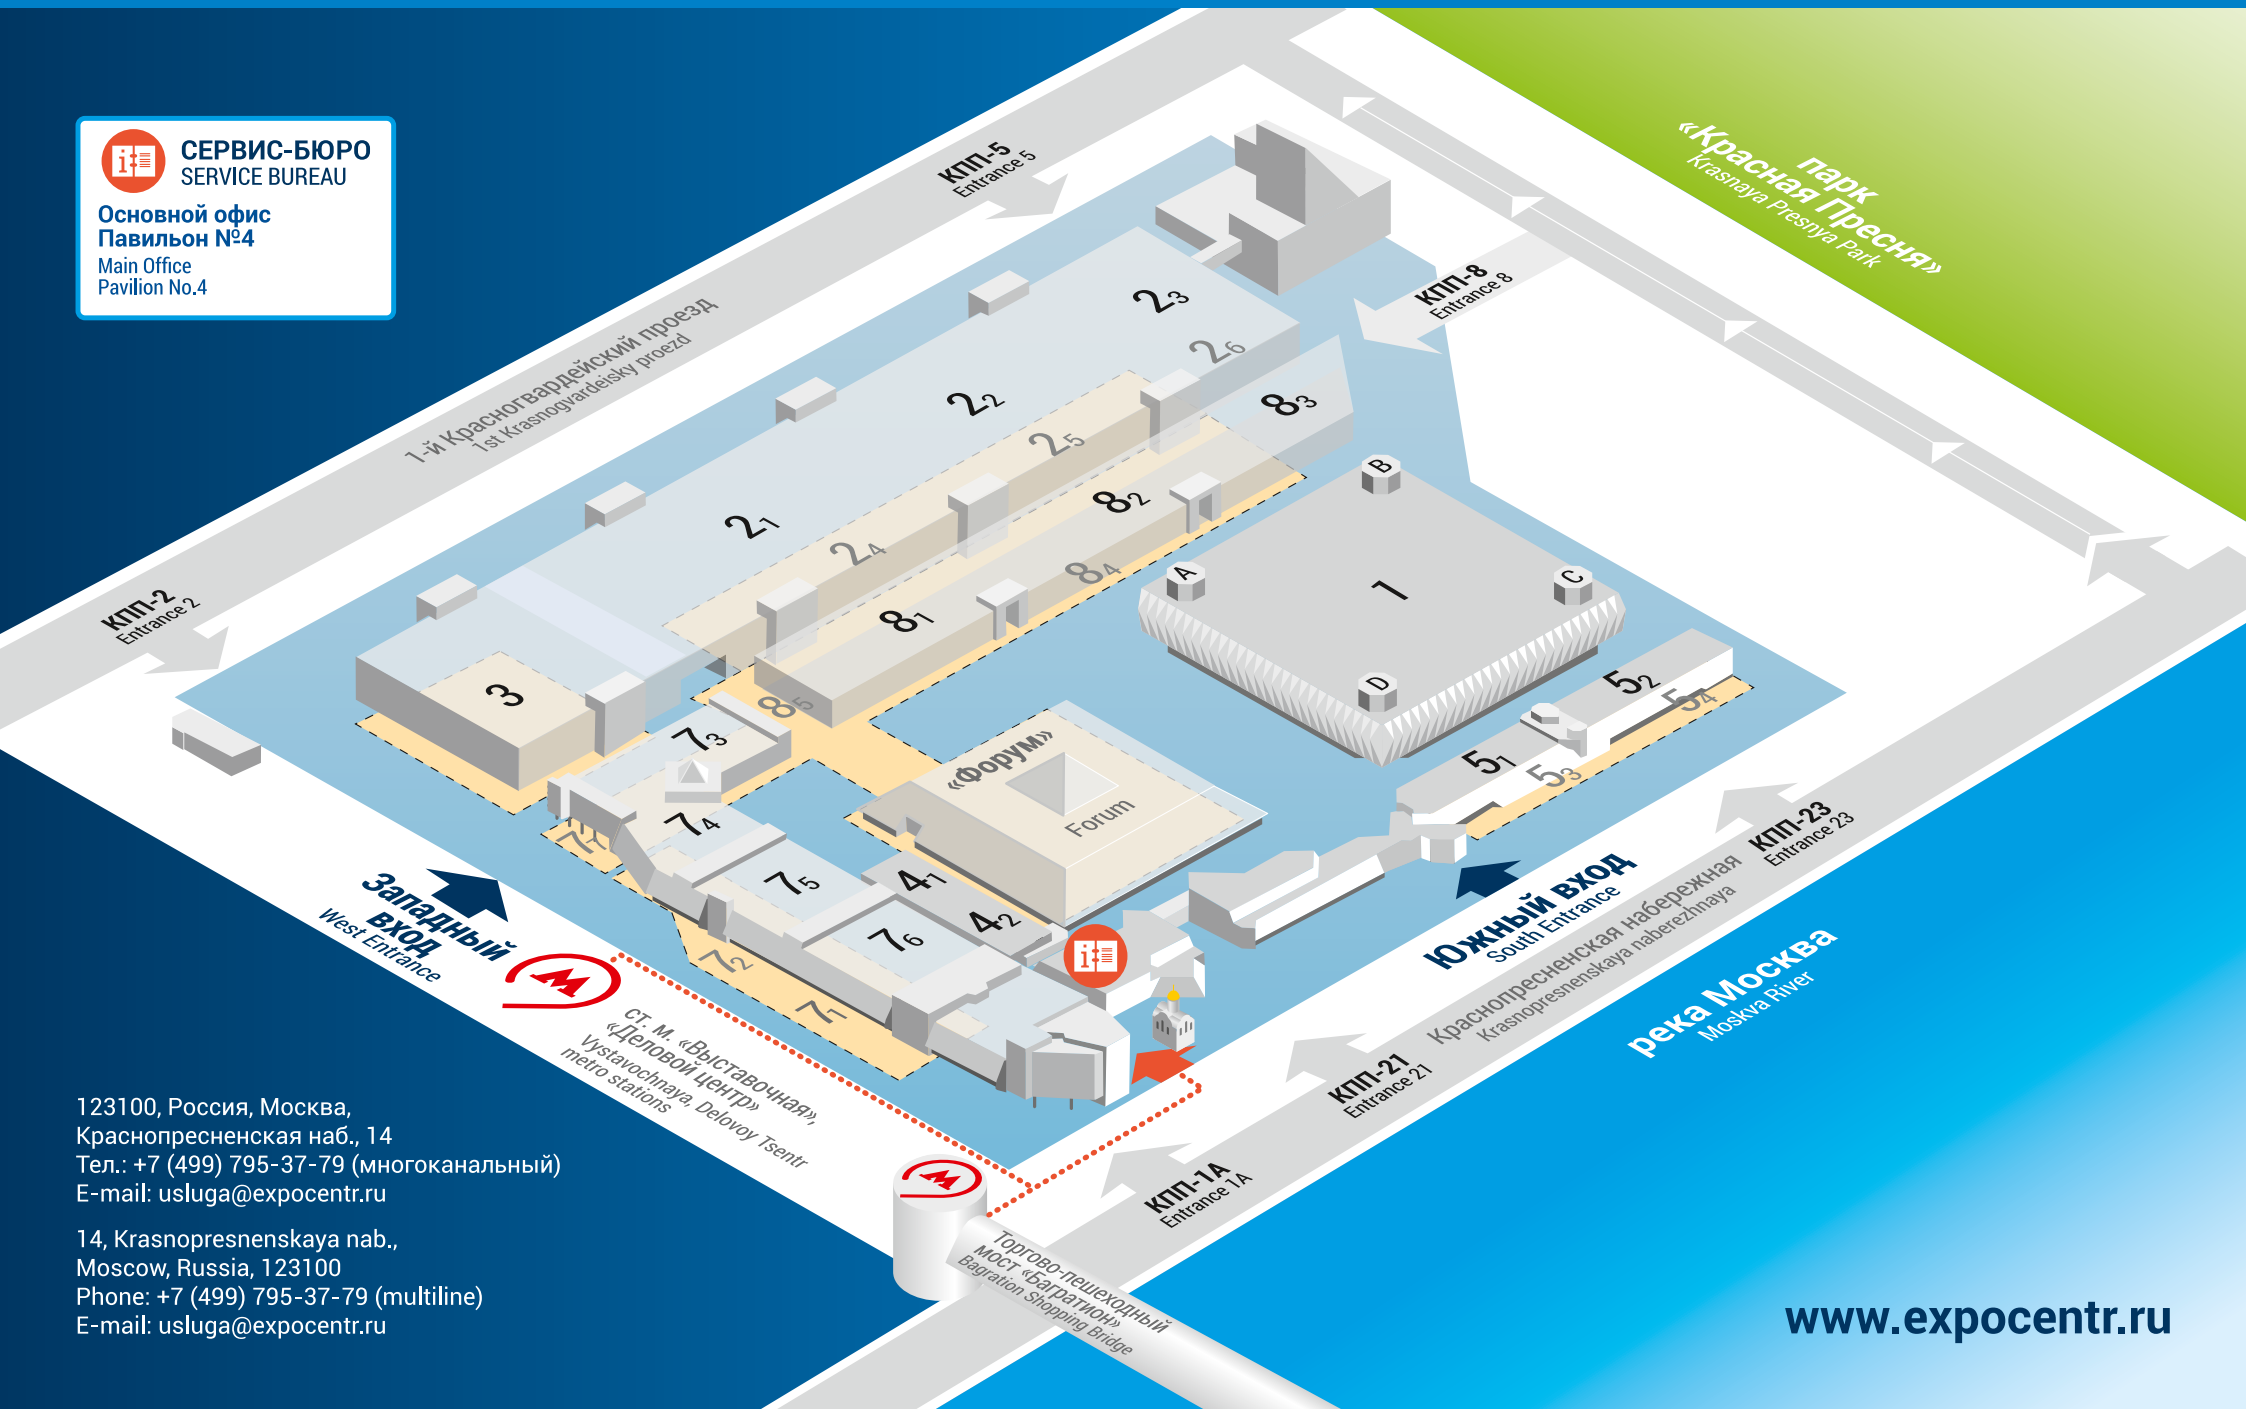 СЕРВИС-БЮРО
SERVICE BUREAU
Основной офис
Павильон №4
Main Office
Pavilion No.4
КПП-5
Entrance 5
парк
«Красная Пресня»
Krasnaya Presnya Park
КПП-8
Entrance 8
1-й Красногвардейский проезд
1st Krasnogvardeisky proezd
КПП-2
Entrance 2
2₃
2₆
2₂
2₅
2₁
2₄
8₃
8₂
8₄
8₁
8₅
3
A
B
C
D
1
5₂
5₄
5₁
5₃
7₃
7₄
7₅
7₆
7₁
7₂
7₁
4₁
4₂
«Форум»
Forum
Западный
вход
West Entrance
Южный вход
South Entrance
КПП-23
Entrance 23
Краснопресненская набережная
Krasnopresnenskaya naberezhnaya
река Москва
Moskva River
КПП-21
Entrance 21
КПП-1А
Entrance 1A
ст. м. «Выставочная»,
«Деловой центр»
Vystavochnaya, Delovoy Tsentr
metro stations
Торгово-пешеходный
мост «Багратион»
Bagration Shopping Bridge
123100, Россия, Москва,
Краснопресненская наб., 14
Тел.: +7 (499) 795-37-79 (многоканальный)
E-mail: usluga@expocentr.ru
14, Krasnopresnenskaya nab.,
Moscow, Russia, 123100
Phone: +7 (499) 795-37-79 (multiline)
E-mail: usluga@expocentr.ru
www.expocentr.ru